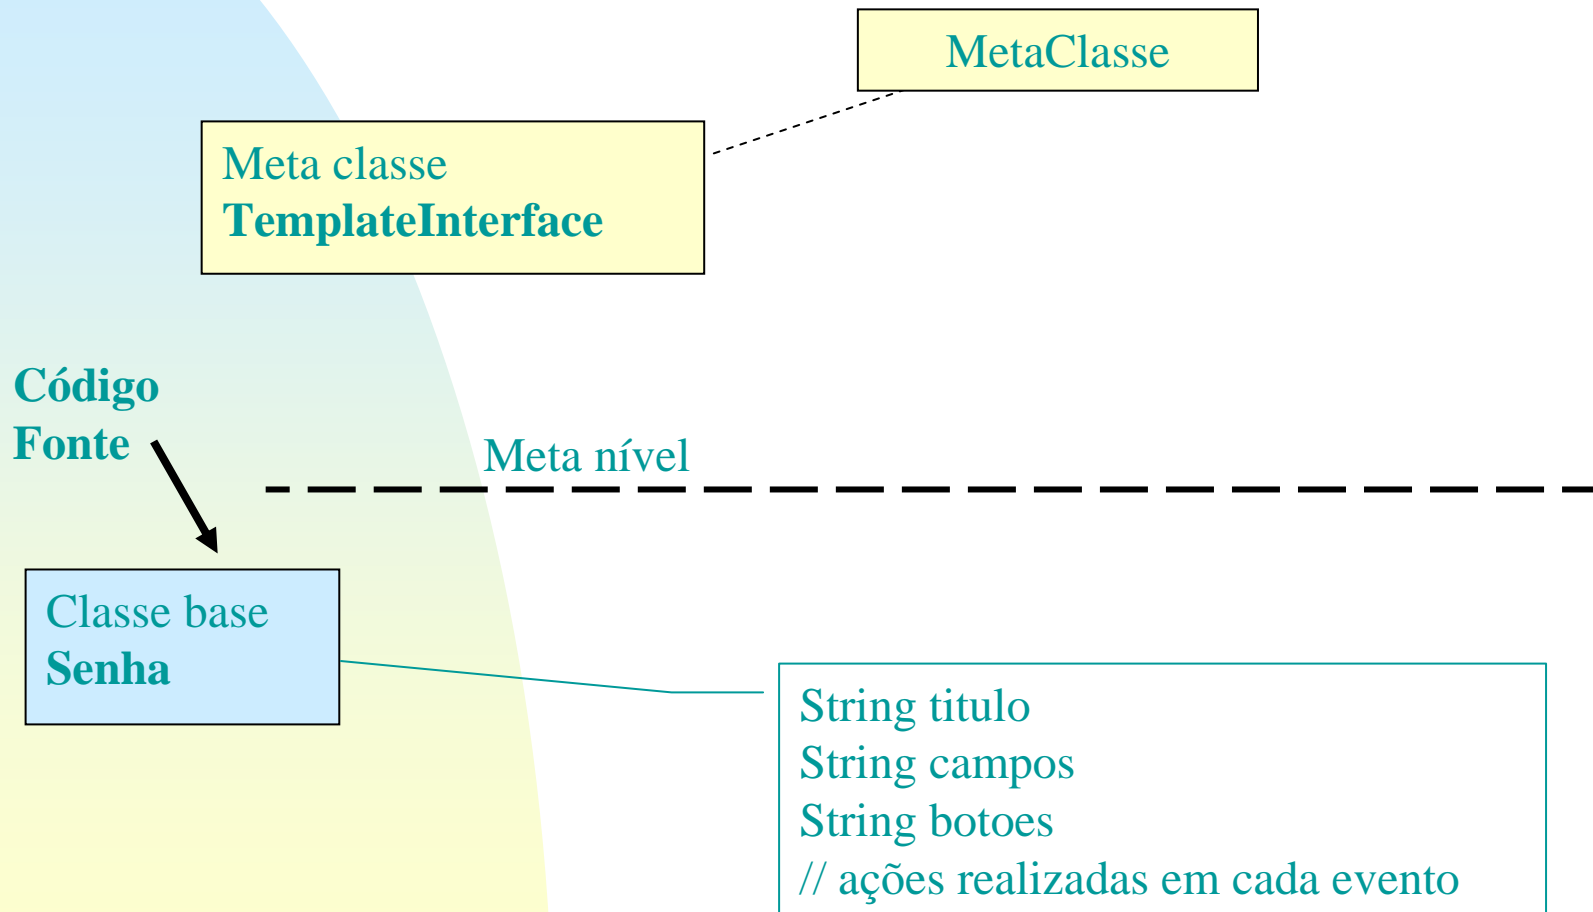 MetaClasse
Meta classe
TemplateInterface
Código
Fonte
Meta nível
Classe base
Senha
String titulo
String campos
String botoes
// ações realizadas em cada evento